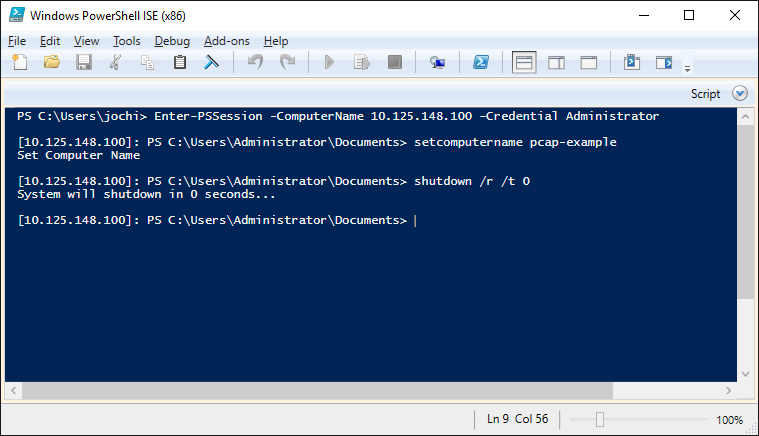 Windows PowerShell ISE (x86)
File Edit View Tools Debug Add-ons Help
Script
PS C:\Users\jochi> Enter-PSSession -ComputerName 10.125.148.100 -Credential Administrator
[10.125.148.100]: PS C:\Users\Administrator\Documents> setcomputername pcap-example
Set Computer Name
[10.125.148.100]: PS C:\Users\Administrator\Documents> shutdown /r /t 0
System will shutdown in 0 seconds...
[10.125.148.100]: PS C:\Users\Administrator\Documents>
Ln 9 Col 56 100%